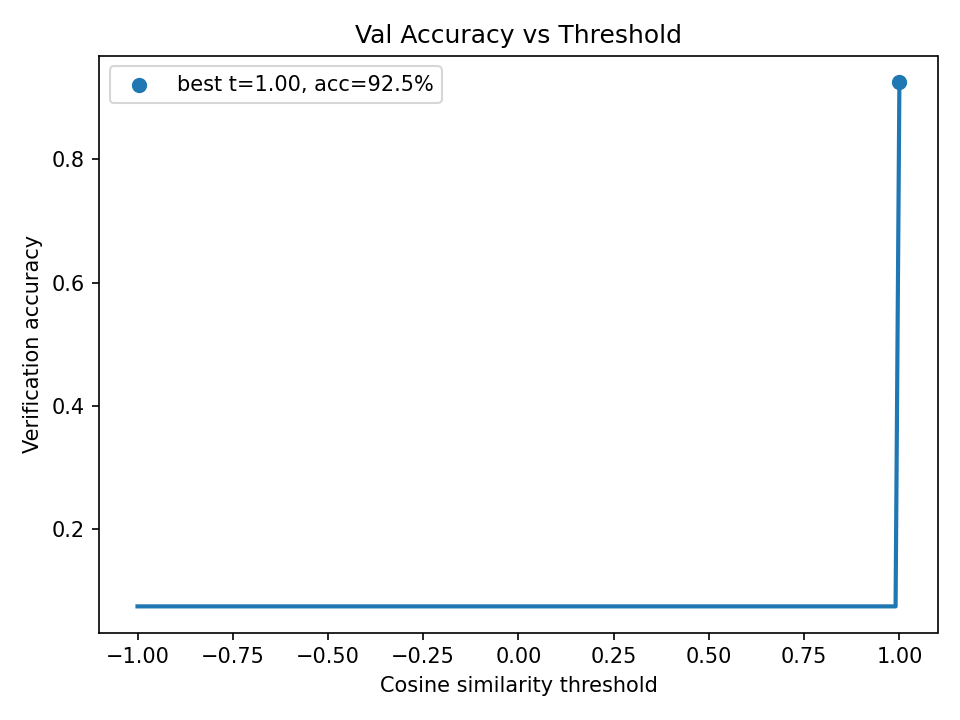 Val Accuracy vs Threshold
best t=1.00, acc=92.5%
Verification accuracy
0.8
0.6
0.4
0.2
−1.00 −0.75 −0.50 −0.25 0.00 0.25 0.50 0.75 1.00
Cosine similarity threshold